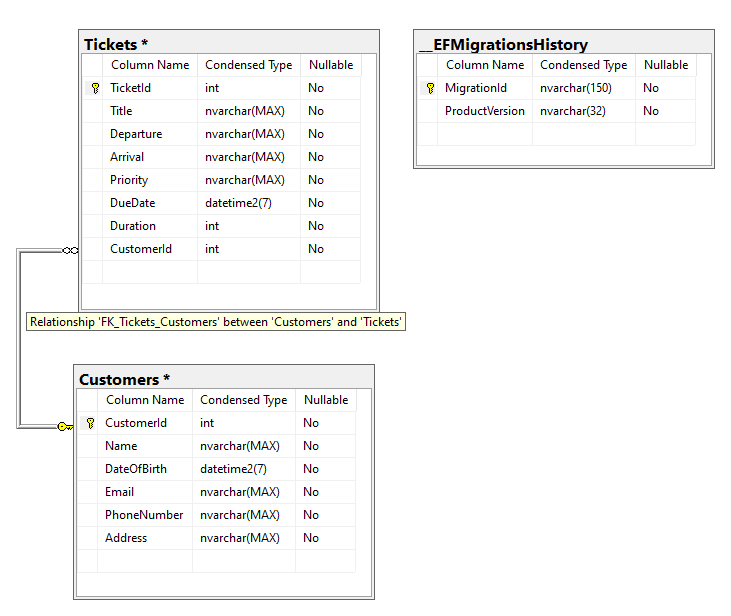 Tickets *
Column Name Condensed Type Nullable
TicketId int No
Title nvarchar(MAX) No
Departure nvarchar(MAX) No
Arrival nvarchar(MAX) No
Priority nvarchar(MAX) No
DueDate datetime2(7) No
Duration int No
CustomerId int No
__EFMigrationsHistory
Column Name Condensed Type Nullable
MigrationId nvarchar(150) No
ProductVersion nvarchar(32) No
Relationship 'FK_Tickets_Customers' between 'Customers' and 'Tickets'
Customers *
Column Name Condensed Type Nullable
CustomerId int No
Name nvarchar(MAX) No
DateOfBirth datetime2(7) No
Email nvarchar(MAX) No
PhoneNumber nvarchar(MAX) No
Address nvarchar(MAX) No